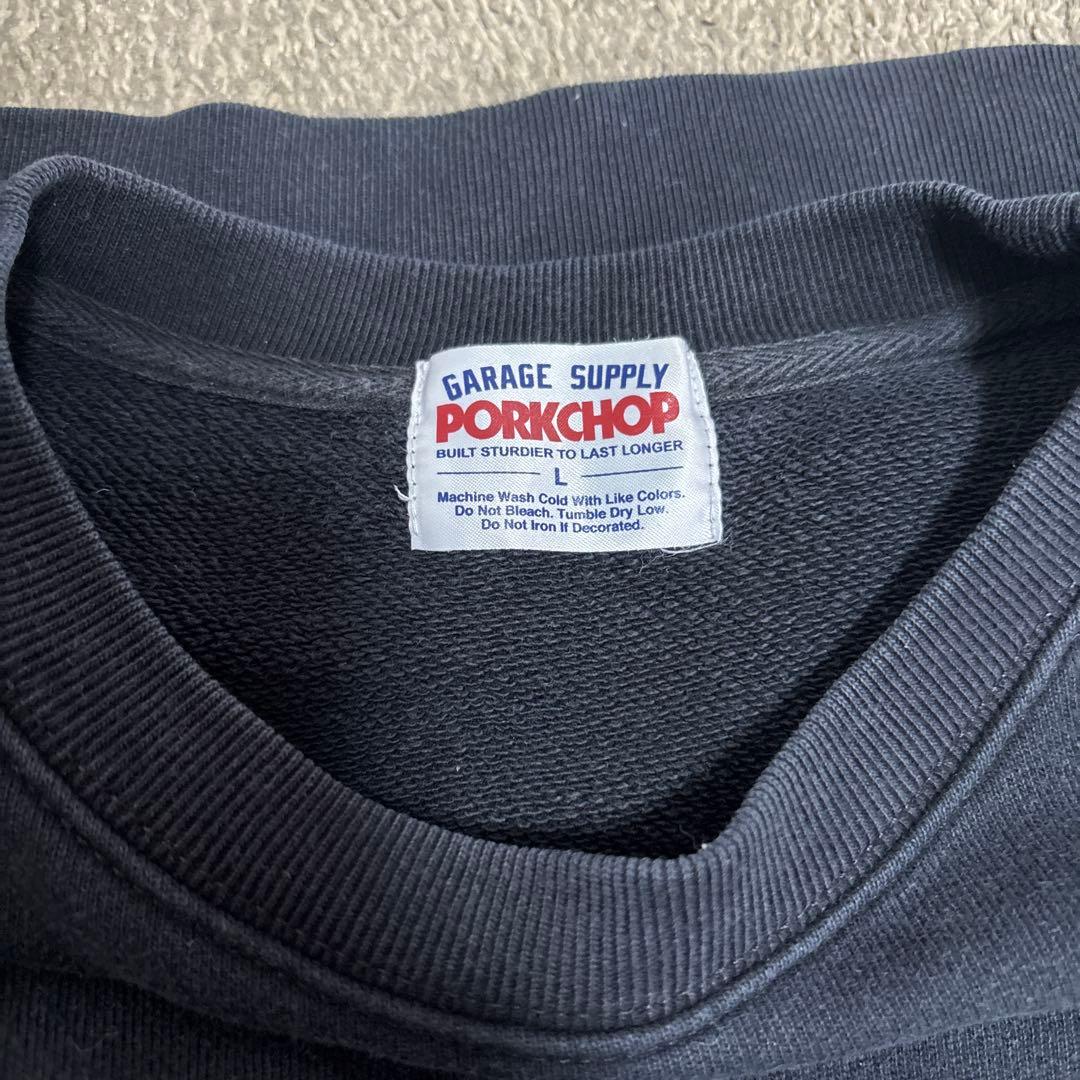 GARAGE SUPPLY
PORKCHOP
BUILT STURDIER TO LAST LONGER
L
Machine Wash Cold With Like Colors.
Do Not Bleach. Tumble Dry Low.
Do Not Iron If Decorated.